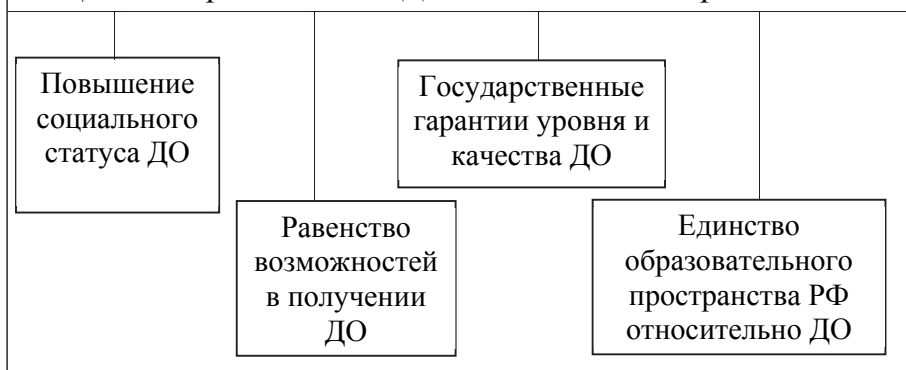 Повышение
социального
статуса ДО
Государственные
гарантии уровня и
качества ДО
Равенство
возможностей
в получении
ДО
Единство
образовательного
пространства РФ
относительно ДО